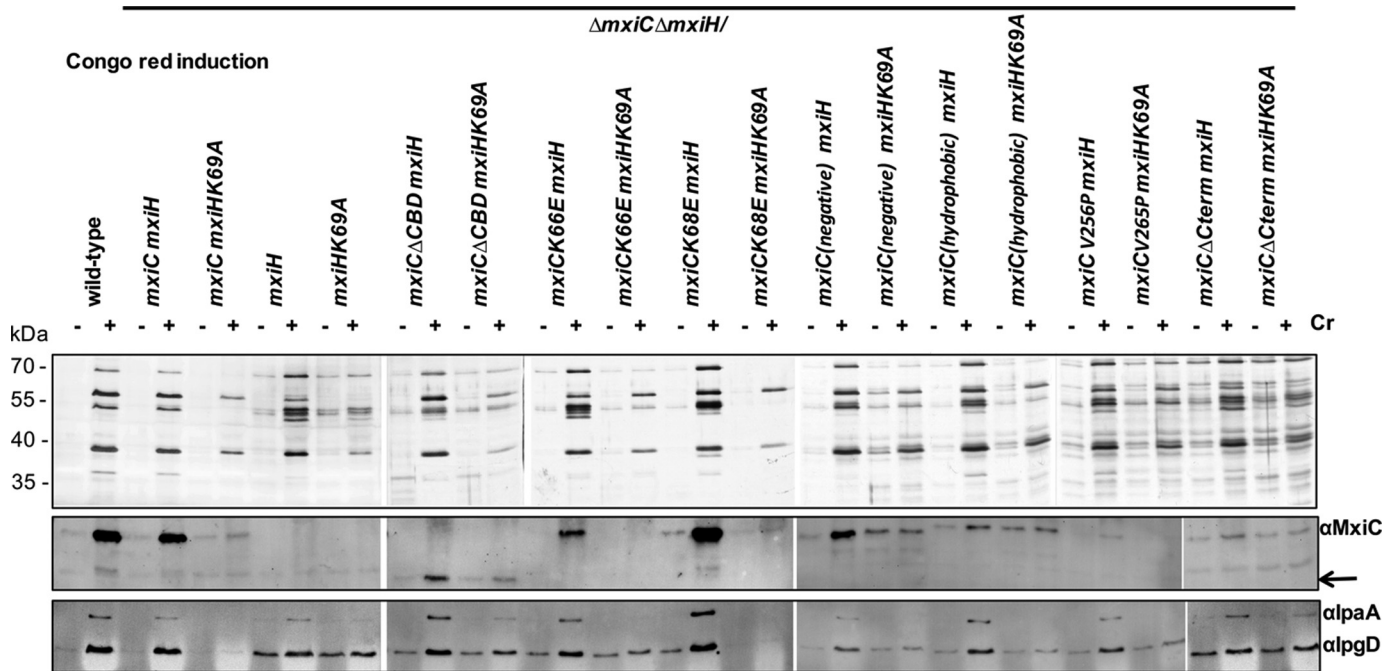 ΔmxiCΔmxiH/
Congo red induction
wild-type
mxiC mxiH
mxiC mxiHK69A
mxiH
mxiHK69A
mxiCΔCBD mxiH
mxiCΔCBD mxiHK69A
mxiCK66E mxiH
mxiCK66E mxiHK69A
mxiCK68E mxiH
mxiCK68E mxiHK69A
mxiC(negative) mxiH
mxiC(negative) mxiHK69A
mxiC(hydrophobic) mxiH
mxiC(hydrophobic) mxiHK69A
mxiC V256P mxiH
mxiCV265P mxiHK69A
mxiCΔCterm mxiH
mxiCΔCterm mxiHK69A
- + - + - + - + - + - + - + - + - + - + - + - + - + - + - + - + - + - + - + Cr
kDa
70 -
55 -
40 -
35 -
αMxiC
αIpaA
αIpgD